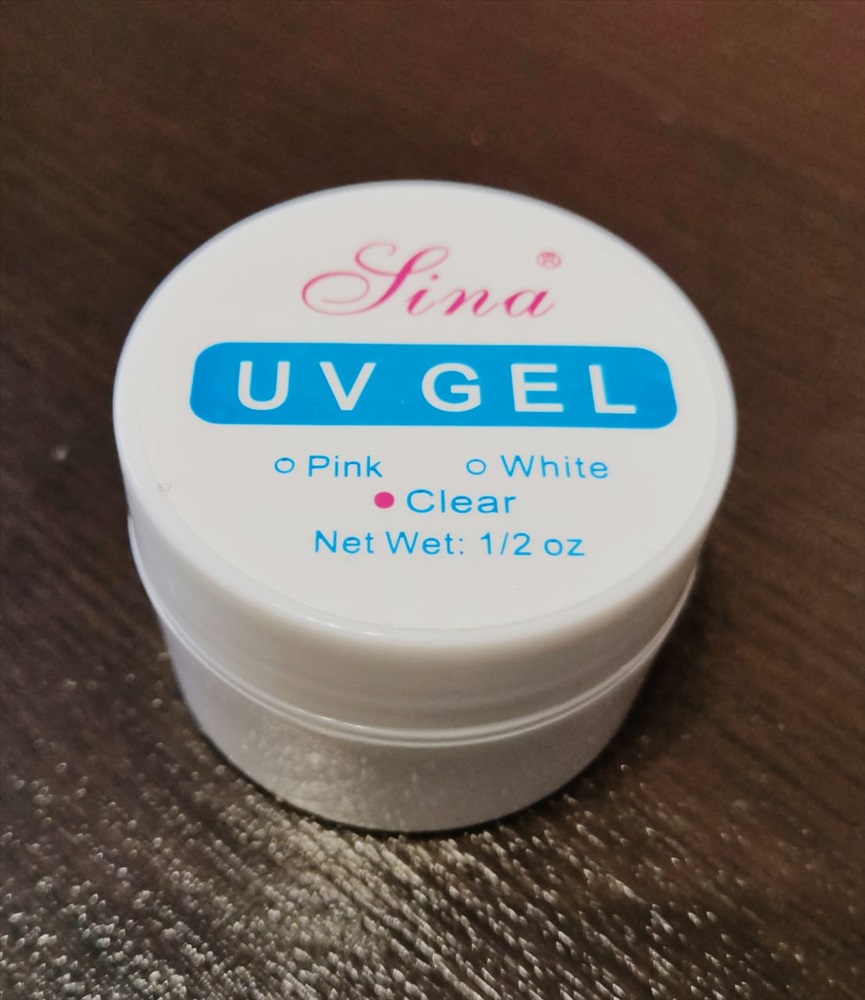 Sina®
UV GEL
Pink White
Clear
Net Wet: 1/2 oz